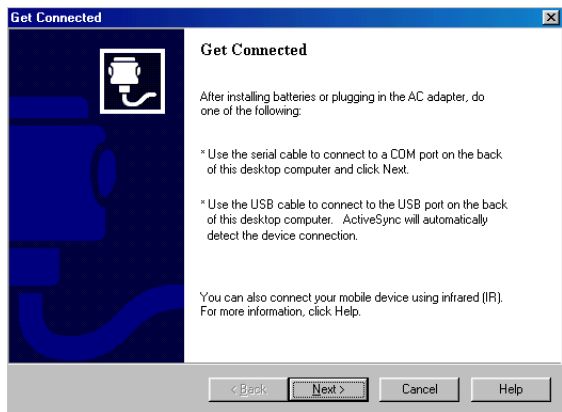 Get Connected
Get Connected
After installing batteries or plugging in the AC adapter, do
one of the following:
* Use the serial cable to connect to a COM port on the back
of this desktop computer and click Next.
* Use the USB cable to connect to the USB port on the back
of this desktop computer.  ActiveSync will automatically
detect the device connection.
You can also connect your mobile device using infrared (IR).
For more information, click Help.
< Back Next > Cancel Help